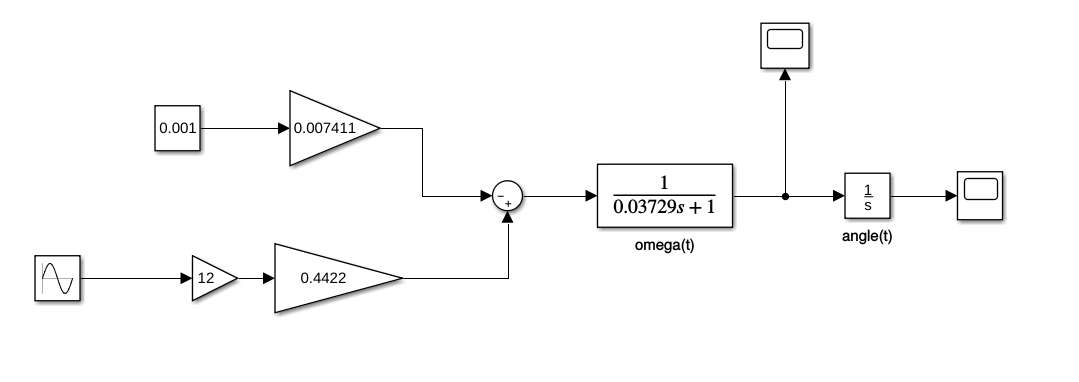 0.001
0.007411
−
+
1
0.03729s + 1
omega(t)
1
s
angle(t)
12
0.4422